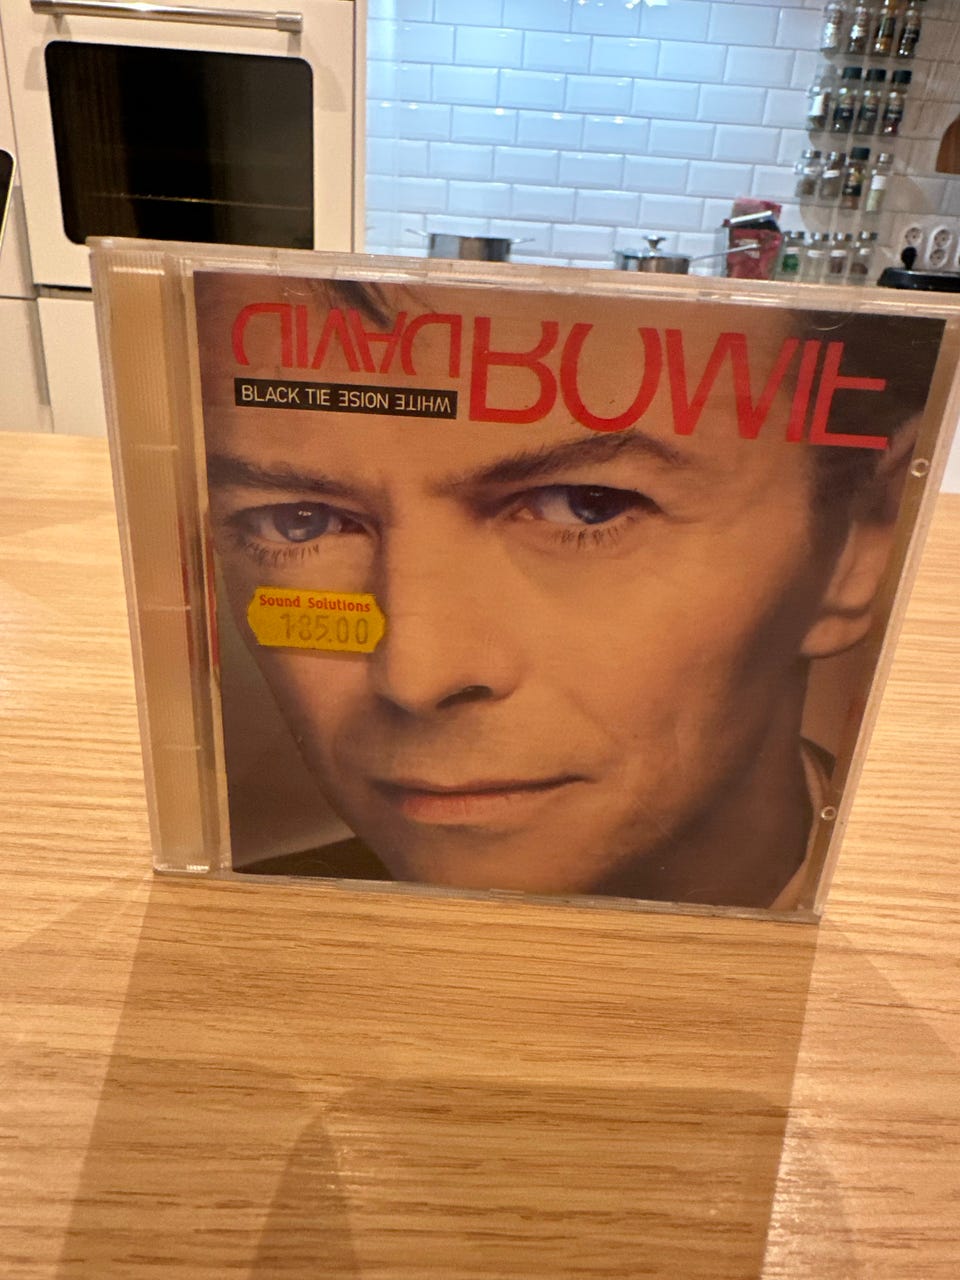 DAVID BOWIE
BLACK TIE WHITE NOISE
Sound Solutions
185.00